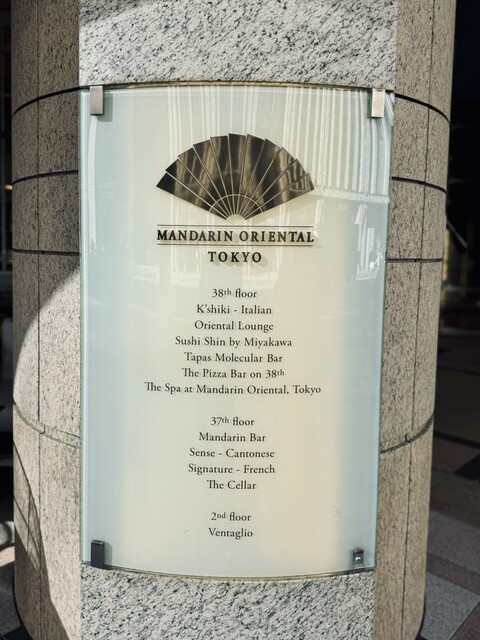 MANDARIN ORIENTAL
TOKYO
38th floor
K'shiki - Italian
Oriental Lounge
Sushi Shin by Miyakawa
Tapas Molecular Bar
The Pizza Bar on 38th
The Spa at Mandarin Oriental, Tokyo
37th floor
Mandarin Bar
Sense - Cantonese
Signature - French
The Cellar
2nd floor
Ventaglio